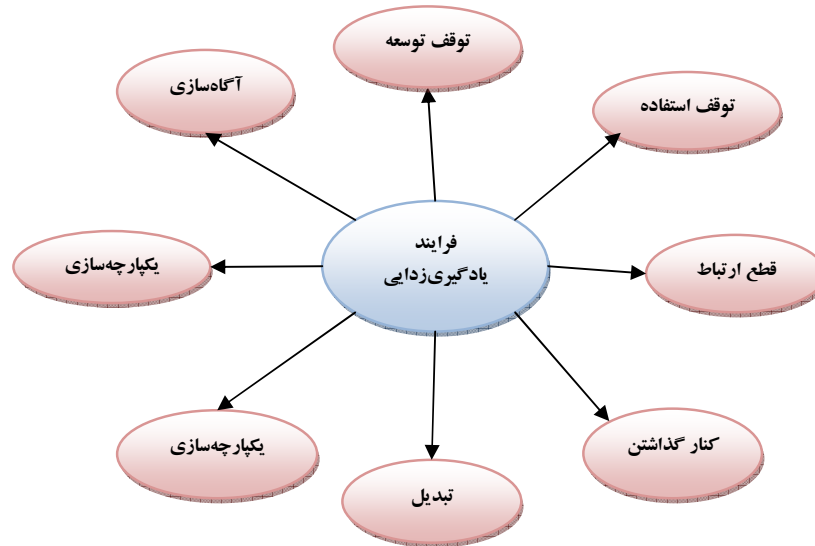 توقف توسعه
آگاه‌سازی
توقف استفاده
فرایند
یادگیری‌زدایی
قطع ارتباط
یکپارچه‌سازی
کنار گذاشتن
یکپارچه‌سازی
تبدیل